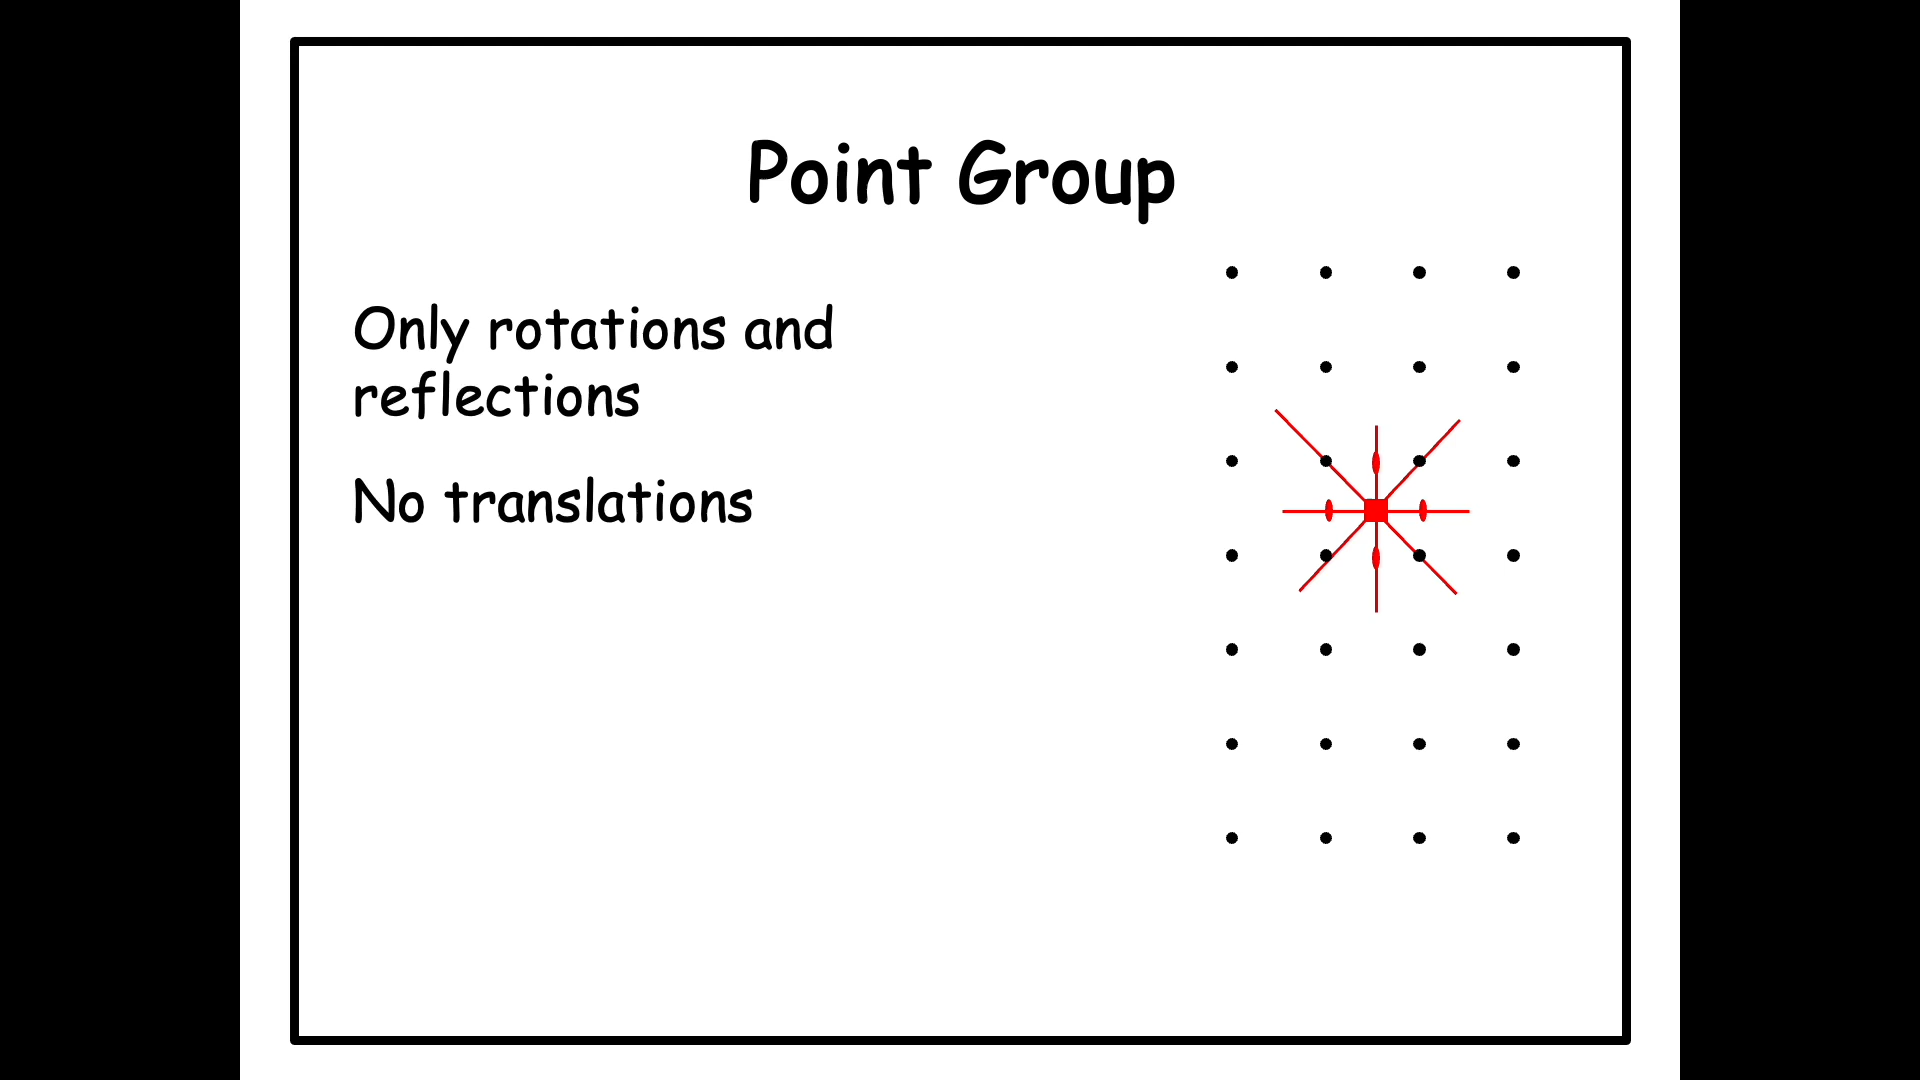 Point Group
Only rotations and
reflections
No translations